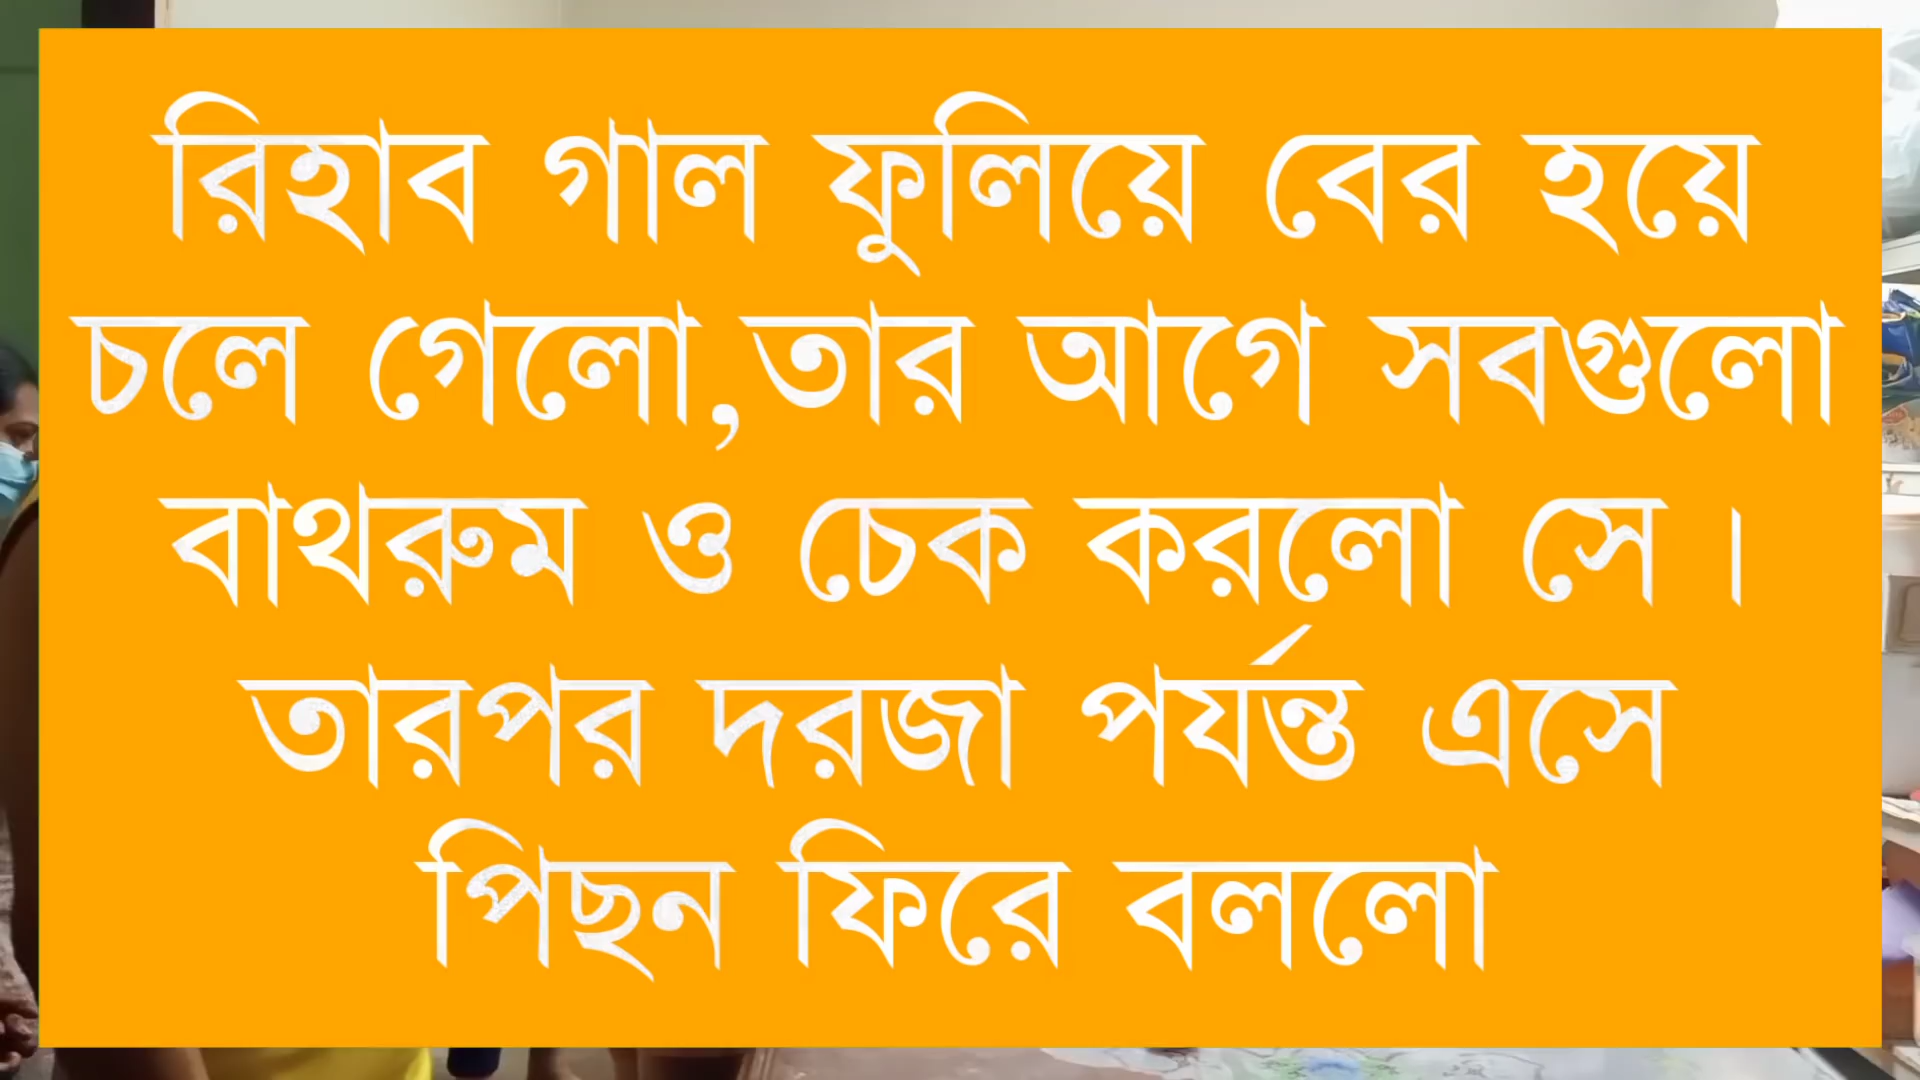 রিহাব গাল ফুলিয়ে বের হয়ে
চলে গেলো,তার আগে সবগুলো
বাথরুম ও চেক করলো সে ।
তারপর দরজা পর্যন্ত এসে
পিছন ফিরে বললো